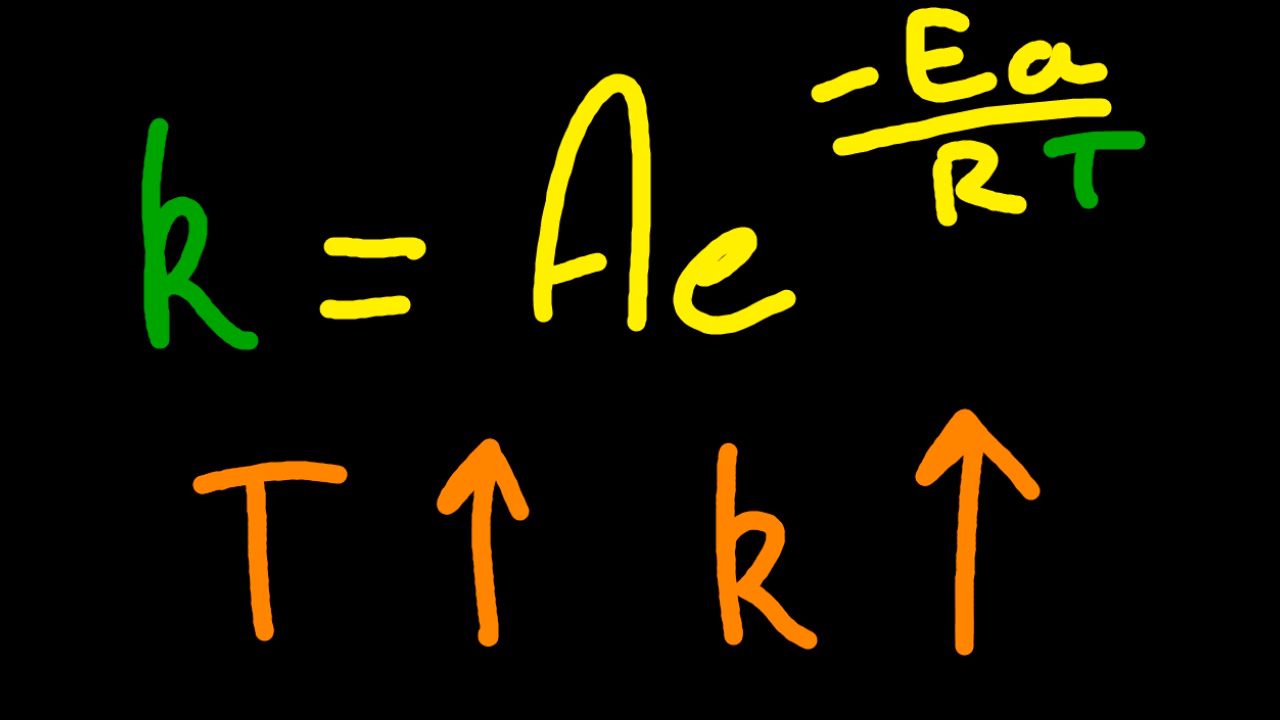 k = Ae^(-Ea/RT)
T ↑ k ↑